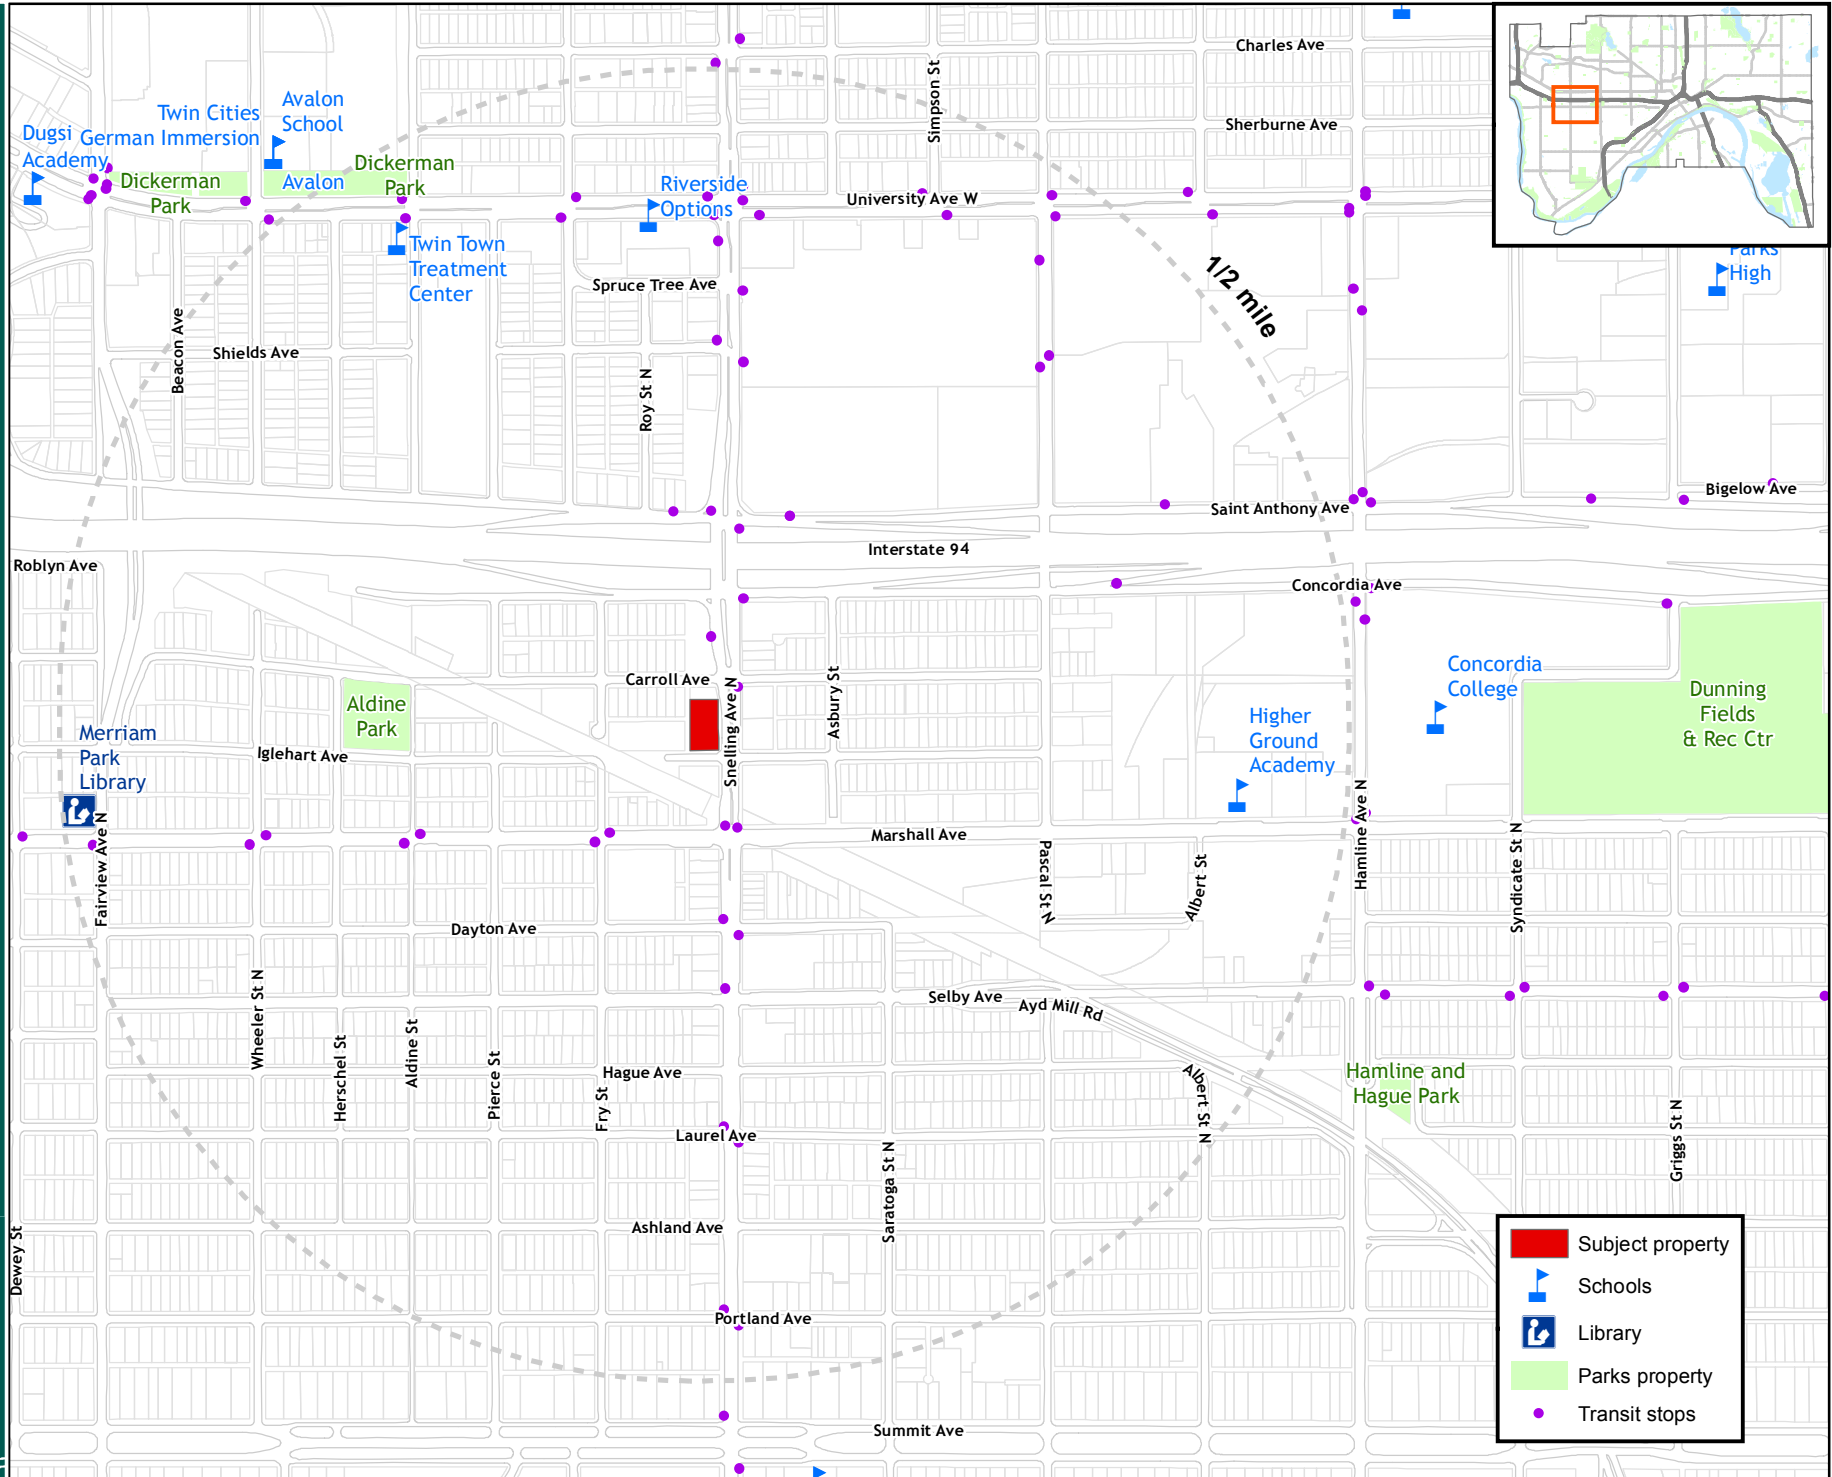 Charles Ave
Simpson St
Sherburne Ave
Avalon
School
Twin Cities
German Immersion
Dugsi
Academy
Dickerman
Park
Dickerman
Park
Avalon
Riverside
Options
University Ave W
Twin Town
Treatment
Center
Spruce Tree Ave
1/2 mile
Parks
High
Beacon Ave
Shields Ave
Roy St N
Bigelow Ave
Saint Anthony Ave
Interstate 94
Roblyn Ave
Concordia Ave
Carroll Ave
Snelling Ave N
Asbury St
Aldine
Park
Concordia
College
Dunning
Fields
& Rec Ctr
Higher
Ground
Academy
Merriam
Park
Library
Iglehart Ave
Fairview Ave N
Marshall Ave
Pascal St N
Albert St
Hamline Ave N
Syndicate St N
Dayton Ave
Wheeler St N
Selby Ave
Ayd Mill Rd
Herschel St
Aldine St
Pierce St
Fry St
Hague Ave
Albert St N
Hamline and
Hague Park
Griggs St N
Laurel Ave
Saratoga St N
Ashland Ave
Dewey St
Portland Ave
Summit Ave
Subject property
Schools
Library
Parks property
Transit stops